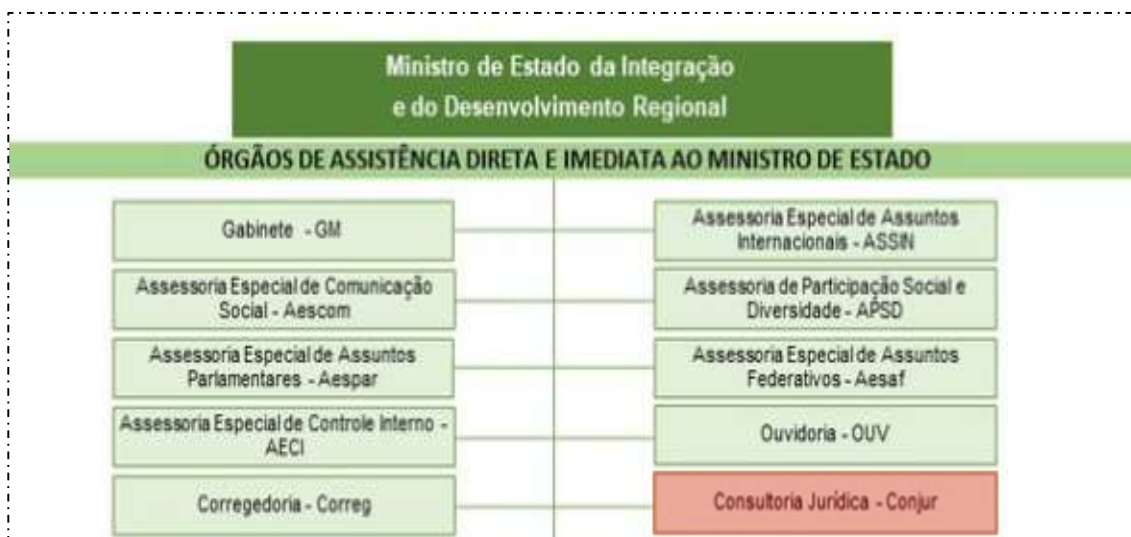 Ministro de Estado da Integração
e do Desenvolvimento Regional
ÓRGÃOS DE ASSISTÊNCIA DIRETA E IMEDIATA AO MINISTRO DE ESTADO
Gabinete - GM
Assessoria Especial de Assuntos
Internacionais - ASSIN
Assessoria Especial de Comunicação
Social - Aescom
Assessoria de Participação Social e
Diversidade - APSD
Assessoria Especial de Assuntos
Parlamentares - Aespar
Assessoria Especial de Assuntos
Federativos - Aesaf
Assessoria Especial de Controle Interno -
AECI
Ouvidoria - OUV
Corregedoria - Correg
Consultoria Jurídica - Conjur